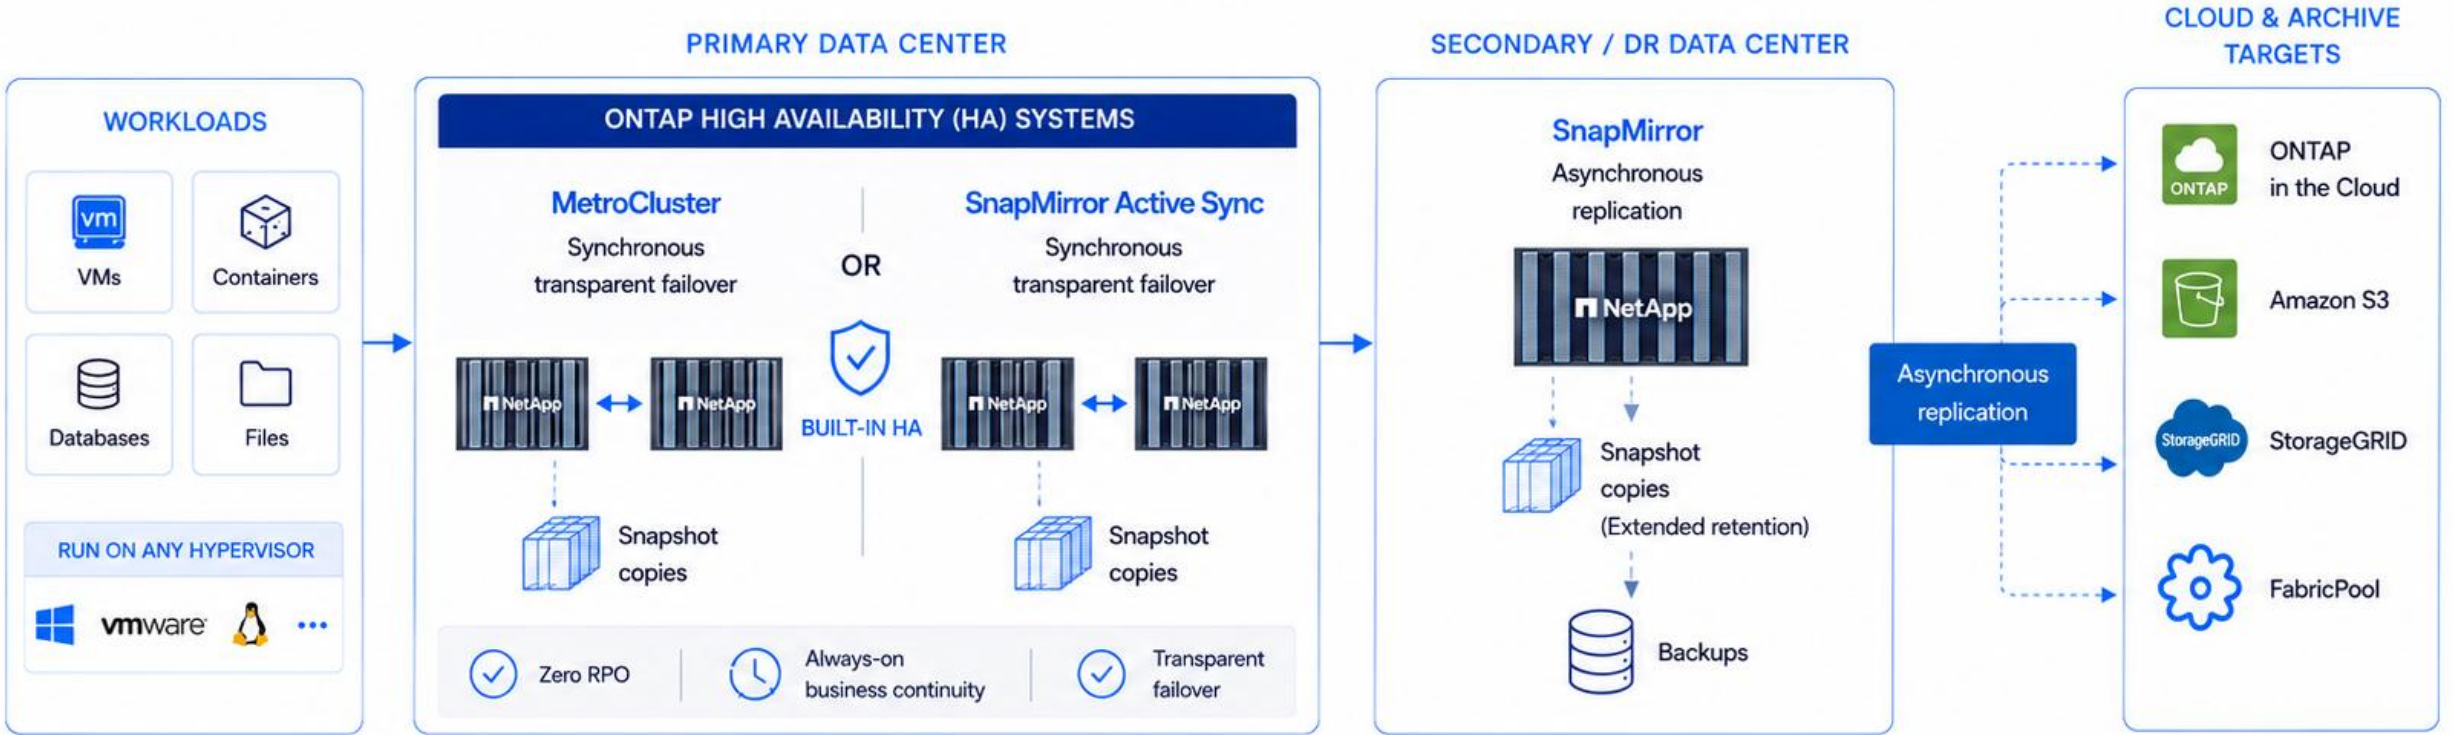 WORKLOADS
vm
VMs
Containers
Databases
Files
RUN ON ANY HYPERVISOR
vmware
PRIMARY DATA CENTER
ONTAP HIGH AVAILABILITY (HA) SYSTEMS
MetroCluster
Synchronous
transparent failover
OR
SnapMirror Active Sync
Synchronous
transparent failover
NetApp
NetApp
BUILT-IN HA
NetApp
NetApp
Snapshot
copies
Snapshot
copies
Zero RPO
Always-on
business continuity
Transparent
failover
SECONDARY / DR DATA CENTER
SnapMirror
Asynchronous
replication
NetApp
Snapshot
copies
(Extended retention)
Backups
Asynchronous
replication
CLOUD & ARCHIVE
TARGETS
ONTAP
ONTAP
in the Cloud
Amazon S3
StorageGRID
StorageGRID
FabricPool